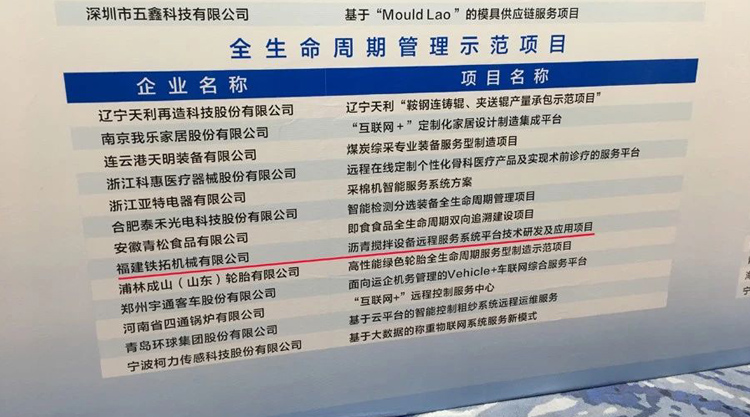 深圳市五鑫科技有限公司 基于“Mould Lao”的模具供应链服务项目
全生命周期管理示范项目
企业名称 项目名称
辽宁天利再造科技股份有限公司 辽宁天利“鞍钢连铸辊、夹送辊产量承包示范项目”
南京我乐家居股份有限公司 “互联网+”定制化家居设计制造集成平台
连云港天明装备有限公司 煤炭综采专业装备服务型制造项目
浙江科惠医疗器械股份有限公司 远程在线定制个性化骨科医疗产品及实现术前诊疗的服务平台
浙江亚特电器有限公司 采棉机智能服务系统方案
合肥泰禾光电科技股份有限公司 智能检测分选装备全生命周期管理项目
安徽青松食品有限公司 即食食品全生命周期双向追溯建设项目
福建铁拓机械有限公司 沥青搅拌设备远程服务系统平台技术研发及应用项目
浦林成山（山东）轮胎有限公司 高性能绿色轮胎全生命周期服务型制造示范项目
郑州宇通客车股份有限公司 面向运企机务管理的Vehicle+车联网综合服务平台
河南省四通锅炉有限公司 “互联网+”远程控制服务中心
青岛环球集团股份有限公司 基于云平台的智能控制粗纱系统远程运维服务
宁波柯力传感科技股份有限公司 基于大数据的称重物联网系统服务新模式